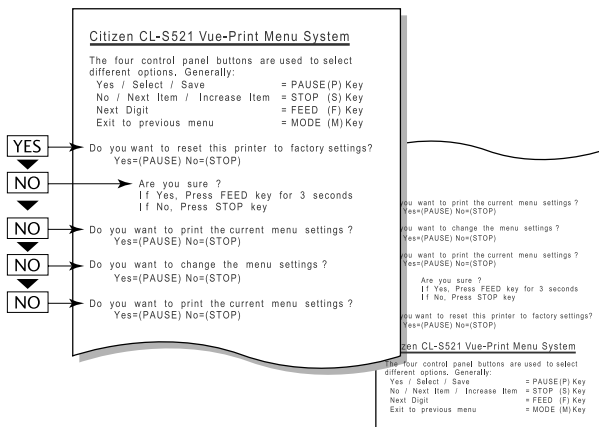 Citizen CL-S521 Vue-Print Menu System
The four control panel buttons are used to select
different options. Generally:
Yes / Select / Save = PAUSE(P) Key
No / Next Item / Increase Item = STOP (S) Key
Next Digit = FEED (F) Key
Exit to previous menu = MODE (M) Key
YES
Do you want to reset this printer to factory settings?
Yes=(PAUSE) No=(STOP)
NO
Are you sure ?
If Yes, Press FEED key for 3 seconds
If No, Press STOP key
NO
Do you want to print the current menu settings ?
Yes=(PAUSE) No=(STOP)
NO
Do you want to change the menu settings ?
Yes=(PAUSE) No=(STOP)
NO
Do you want to print the current menu settings ?
Yes=(PAUSE) No=(STOP)
you want to print the current menu settings ?
Yes=(PAUSE) No=(STOP)
you want to change the menu settings ?
Yes=(PAUSE) No=(STOP)
you want to print the current menu settings ?
Yes=(PAUSE) No=(STOP)
Are you sure ?
If Yes, Press FEED key for 3 seconds
If No, Press STOP key
you want to reset this printer to factory settings?
Yes=(PAUSE) No=(STOP)
zen CL-S521 Vue-Print Menu System
The four control panel buttons are used to select
different options. Generally:
Yes / Select / Save = PAUSE(P) Key
No / Next Item / Increase Item = STOP (S) Key
Next Digit = FEED (F) Key
Exit to previous menu = MODE (M) Key